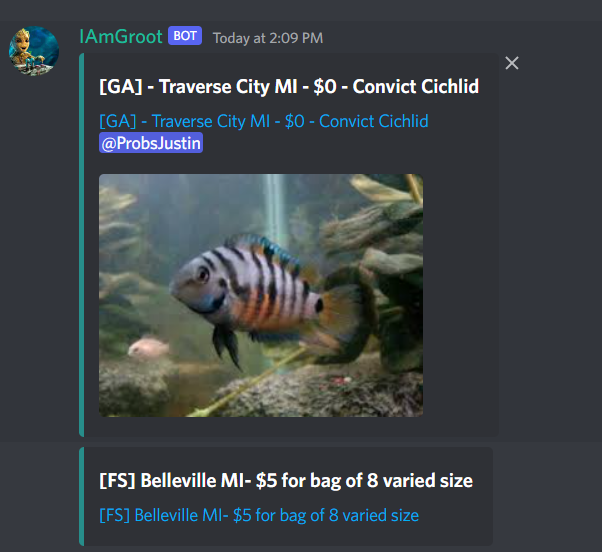 IAmGroot BOT Today at 2:09 PM
[GA] - Traverse City MI - $0 - Convict Cichlid
[GA] - Traverse City MI - $0 - Convict Cichlid
@ProbsJustin
[FS] Belleville MI- $5 for bag of 8 varied size
[FS] Belleville MI- $5 for bag of 8 varied size